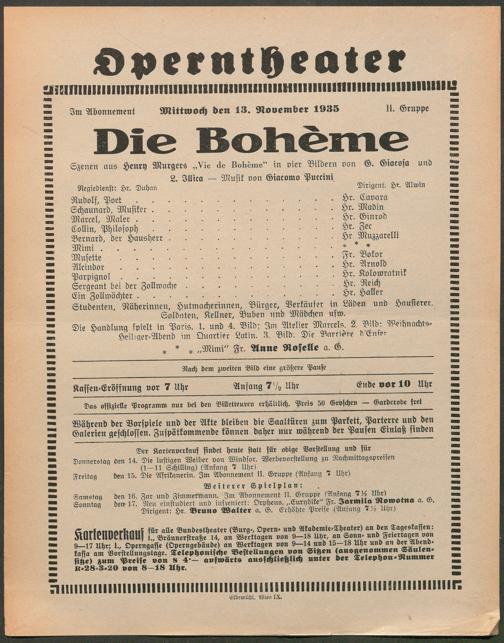 Operntheater
Im Abonnement Mittwoch den 13. November 1935 II. Gruppe
Die Bohème
Szenen aus Henry Murgers „Vie de Bohème" in vier Bildern von G. Giacosa und
L. Illica — Musik von Giacomo Puccini
Regiedienst: Hr. Duhan Dirigent: Hr. Alwin
Rudolf, Poet Hr. Cavara
Schaunard, Musiker Hr. Madin
Marcel, Maler Hr. Ginrod
Collin, Philosoph Hr. Zec
Bernard, der Hausherr Hr. Muzzarelli
Mimi * * *
Musette Fr. Bokor
Alcindor Hr. Arnold
Parpignol Hr. Kolowratnik
Sergeant bei der Zollwache Hr. Reich
Ein Zollwächter Hr. Haller
Studenten, Näherinnen, Hutmacherinnen, Bürger, Verkäufer in Läden und Hausierer,
Soldaten, Kellner, Buben und Mädchen usw.
Die Handlung spielt in Paris. 1. und 4. Bild: Im Atelier Marcels. 2. Bild: Weihnachts-
Heiliger-Abend im Quartier Latin. 3. Bild: Die Barrière d'Enfer
* * * „Mimi" Fr. Anne Roselle a. G.
Nach dem zweiten Bild eine größere Pause
Kassen-Eröffnung vor 7 Uhr Anfang 7½ Uhr Ende vor 10 Uhr
Das offizielle Programm nur bei den Billetteuren erhältlich. Preis 50 Groschen — Garderobe frei
Während der Vorspiele und der Akte bleiben die Saaltüren zum Parkett, Parterre und den
Galerien geschlossen. Zuspätkommende können daher nur während der Pausen Einlaß finden
Der Kartenverkauf findet heute statt für obige Vorstellung und für
Donnerstag den 14. Die lustigen Weiber von Windsor. Werbevorstellung zu Nachmittagspreisen
(1—11 Schilling) (Anfang 7 Uhr)
Freitag den 15. Die Afrikanerin. Im Abonnement II. Gruppe (Anfang 7 Uhr)
Weiterer Spielplan:
Samstag den 16. Zar und Zimmermann. Im Abonnement II. Gruppe (Anfang 7½ Uhr)
Sonntag den 17. Neu einstudiert und inszeniert: Orpheus. „Eurydike" Fr. Jarmila Novotna a. G.
Dirigent: Hr. Bruno Walter a. G. Erhöhte Preise (Anfang 7½ Uhr)
Kartenverkauf für alle Bundestheater (Burg-, Opern- und Akademie-Theater) an den Tageskassen:
I., Bräunerstraße 14, an Werktagen von 9—18 Uhr, an Sonn- und Feiertagen von
9—17 Uhr; I., Operngasse (Operngebäude) an Werktagen von 9—14 und 15—18 Uhr und an der Abend-
kassa am Vorstellungstage. Telephonische Bestellungen von Sitzen (ausgenommen Säulen-
sitze) zum Preise von S 4·— aufwärts ausschließlich unter der Telephon-Nummer
R-28-3-20 von 8—18 Uhr.
Elbemühl, Wien IX.